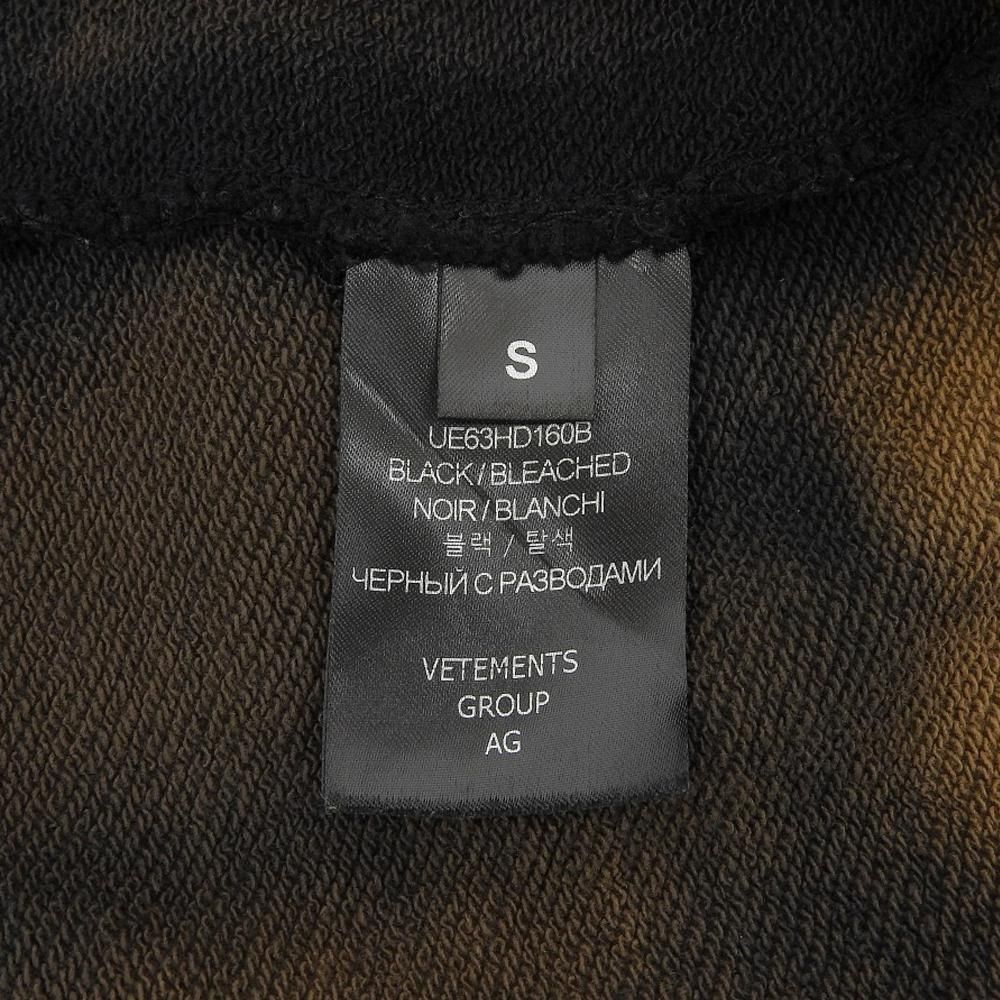 S
UE63HD160B
BLACK / BLEACHED
NOIR / BLANCHI
블랙 / 탈색
ЧЕРНЫЙ С РАЗВОДАМИ
VETEMENTS
GROUP
AG